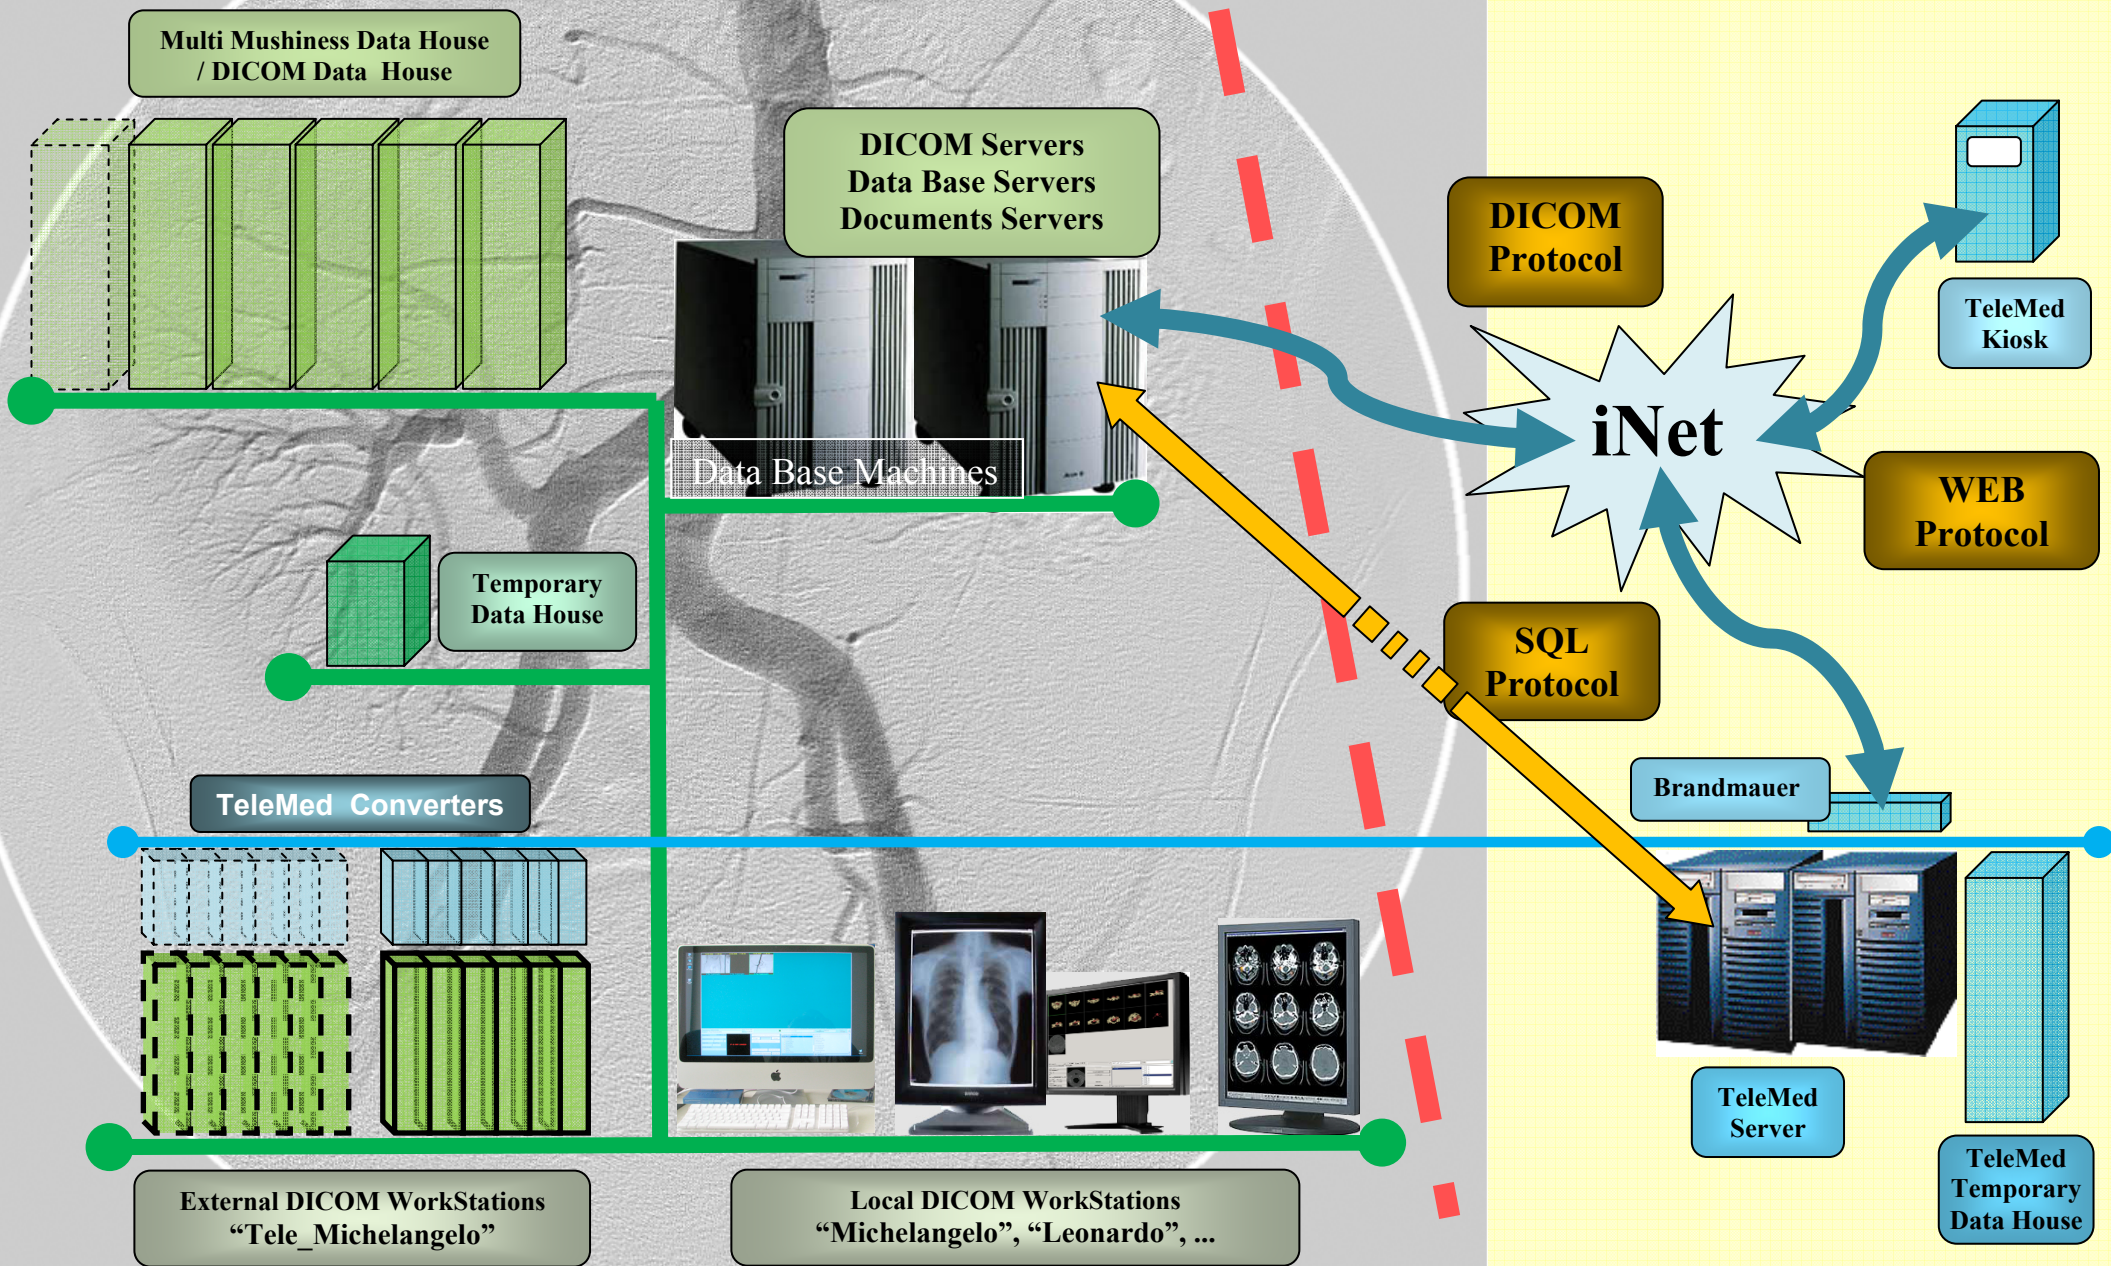 Multi Mushiness Data House
/ DICOM Data House
DICOM Servers
Data Base Servers
Documents Servers
Data Base Machines
DICOM
Protocol
TeleMed
Kiosk
iNet
WEB
Protocol
Temporary
Data House
SQL
Protocol
Brandmauer
TeleMed Converters
TeleMed
Server
TeleMed
Temporary
Data House
External DICOM WorkStations
“Tele_Michelangelo”
Local DICOM WorkStations
“Michelangelo”, “Leonardo”, ...